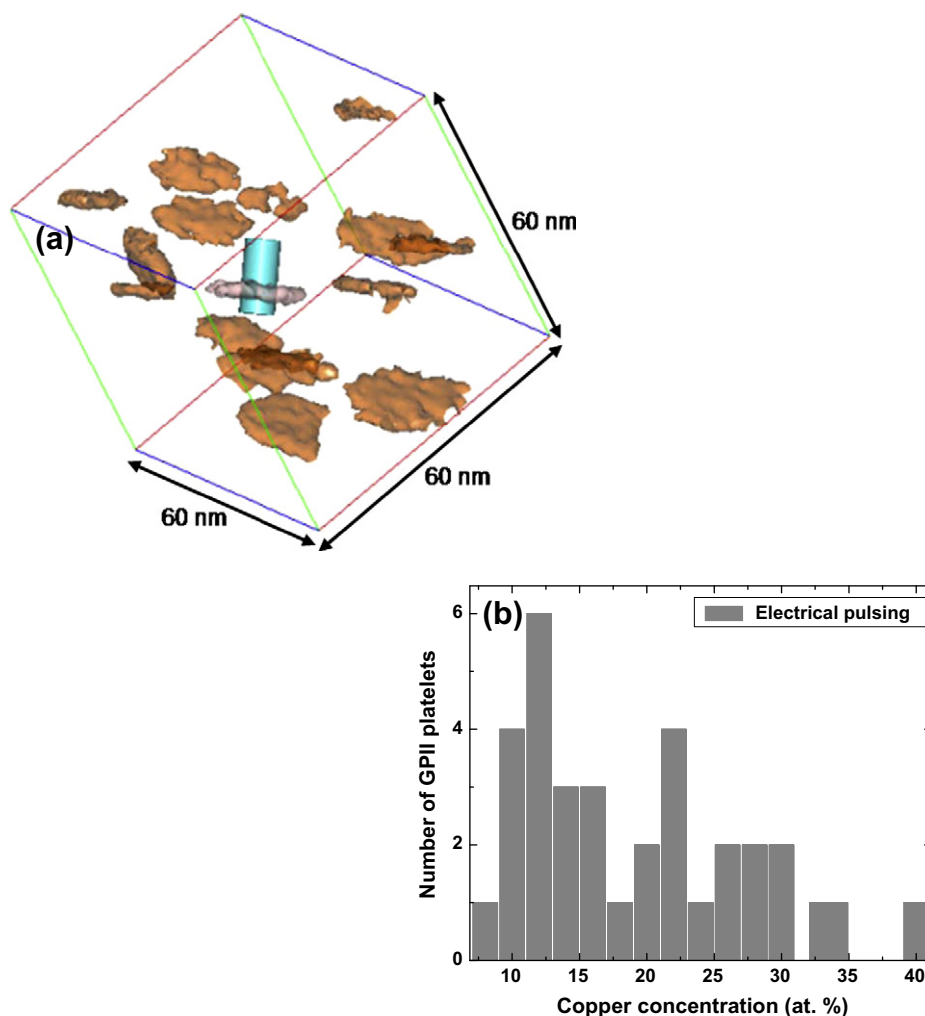 (a)
60 nm
60 nm
60 nm
(b)
Electrical pulsing
Number of GPII platelets
6
4
2
0
10 15 20 25 30 35 40
Copper concentration (at. %)